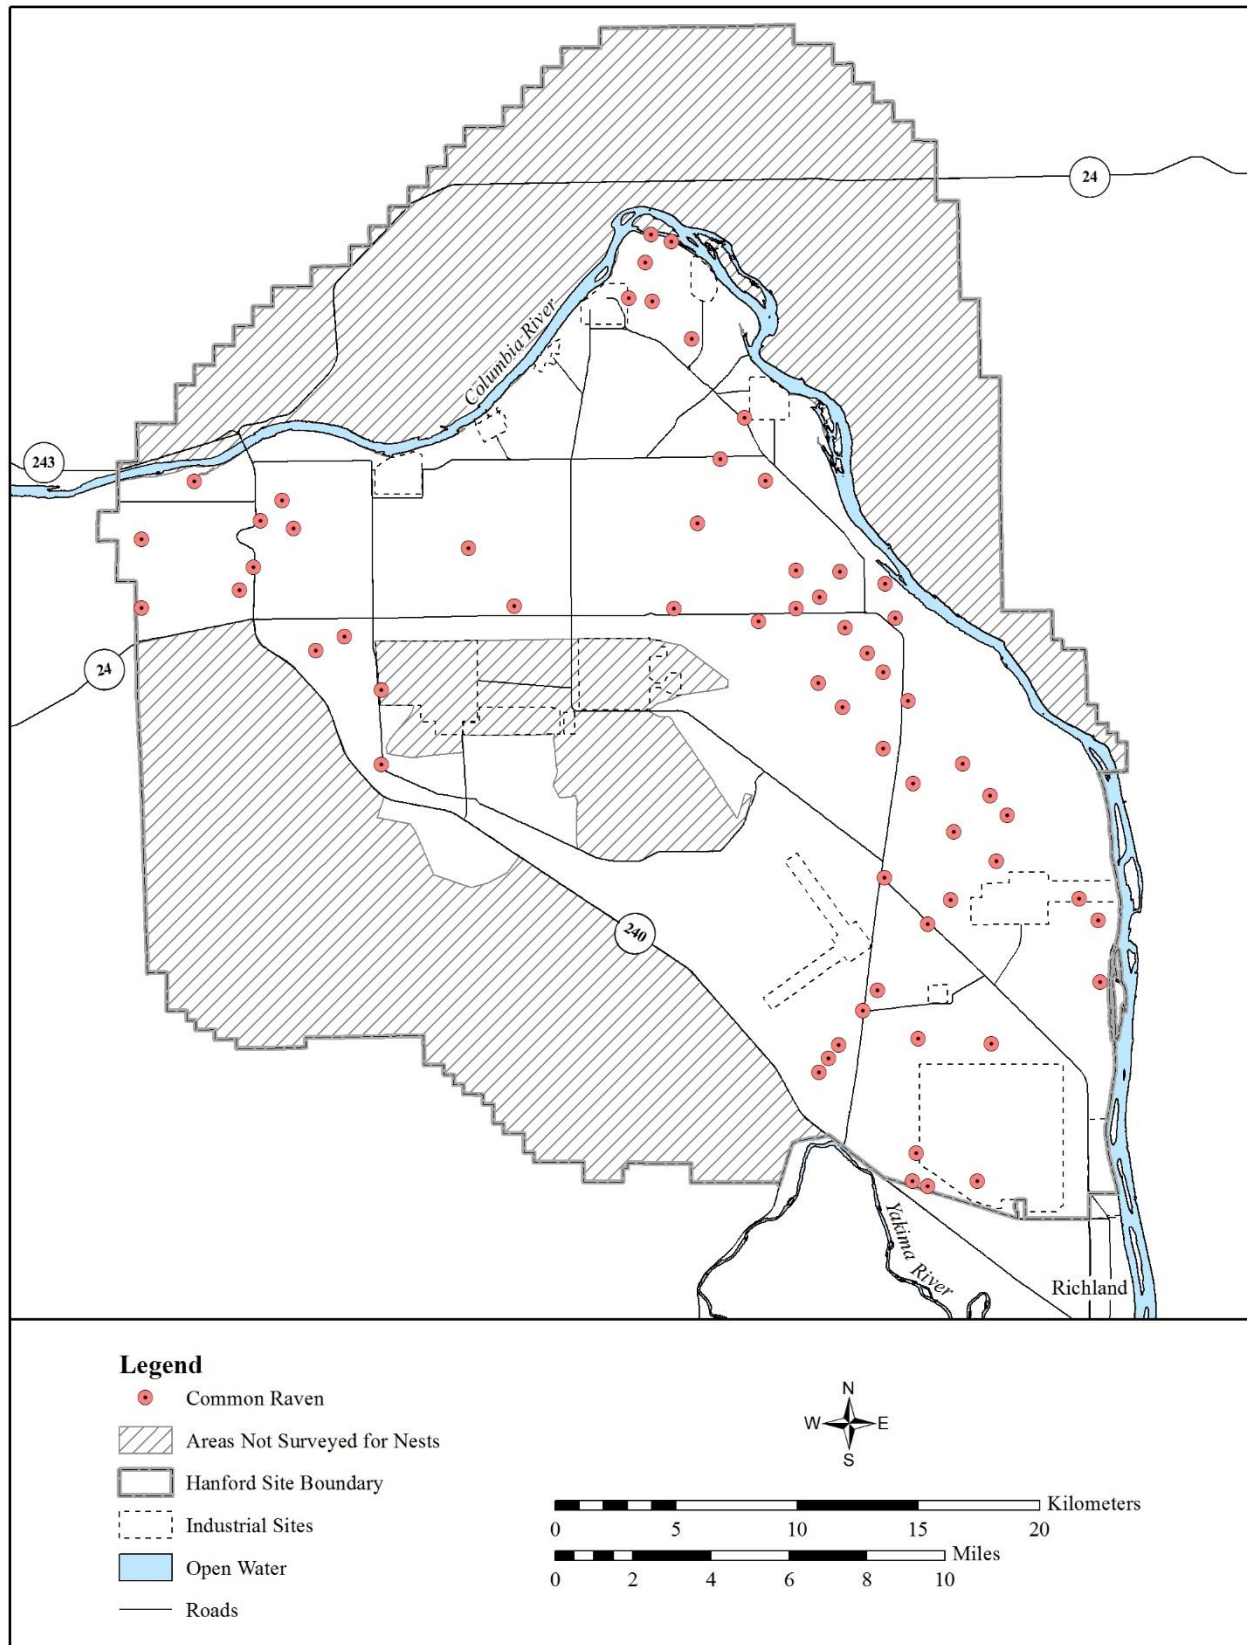 24
Columbia River
243
24
240
Yakima River
Richland
Legend
Common Raven
Areas Not Surveyed for Nests
Hanford Site Boundary
Industrial Sites
Open Water
Roads
N
W E
S
Kilometers
0 5 10 15 20
Miles
0 2 4 6 8 10